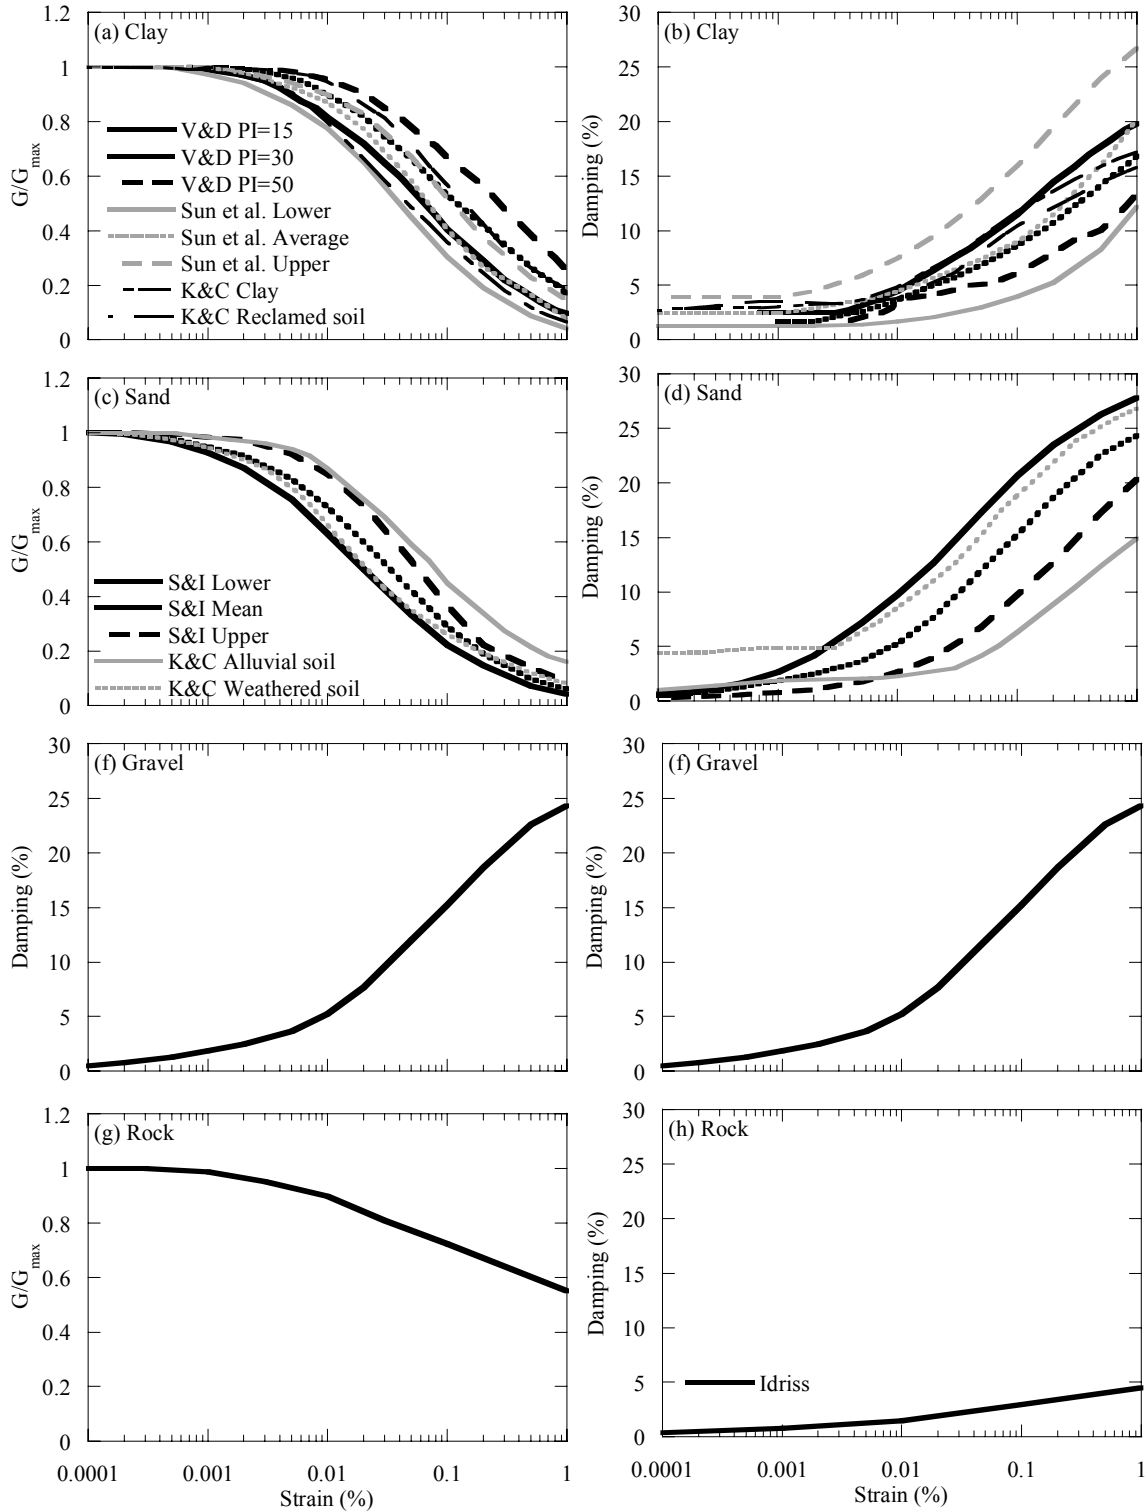 1.2
(a) Clay
1
0.8
0.6
0.4
0.2
0
G/Gmax
V&D PI=15
V&D PI=30
V&D PI=50
Sun et al. Lower
Sun et al. Average
Sun et al. Upper
K&C Clay
K&C Reclamed soil
30
(b) Clay
25
20
15
10
5
0
Damping (%)
1.2
(c) Sand
1
0.8
0.6
0.4
0.2
0
G/Gmax
S&I Lower
S&I Mean
S&I Upper
K&C Alluvial soil
K&C Weathered soil
30
(d) Sand
25
20
15
10
5
0
Damping (%)
30
(f) Gravel
25
20
15
10
5
0
Damping (%)
30
(f) Gravel
25
20
15
10
5
0
Damping (%)
1.2
(g) Rock
1
0.8
0.6
0.4
0.2
0
G/Gmax
0.0001 0.001 0.01 0.1 1
Strain (%)
30
(h) Rock
25
20
15
10
5
0
Damping (%)
Idriss
0.0001 0.001 0.01 0.1 1
Strain (%)